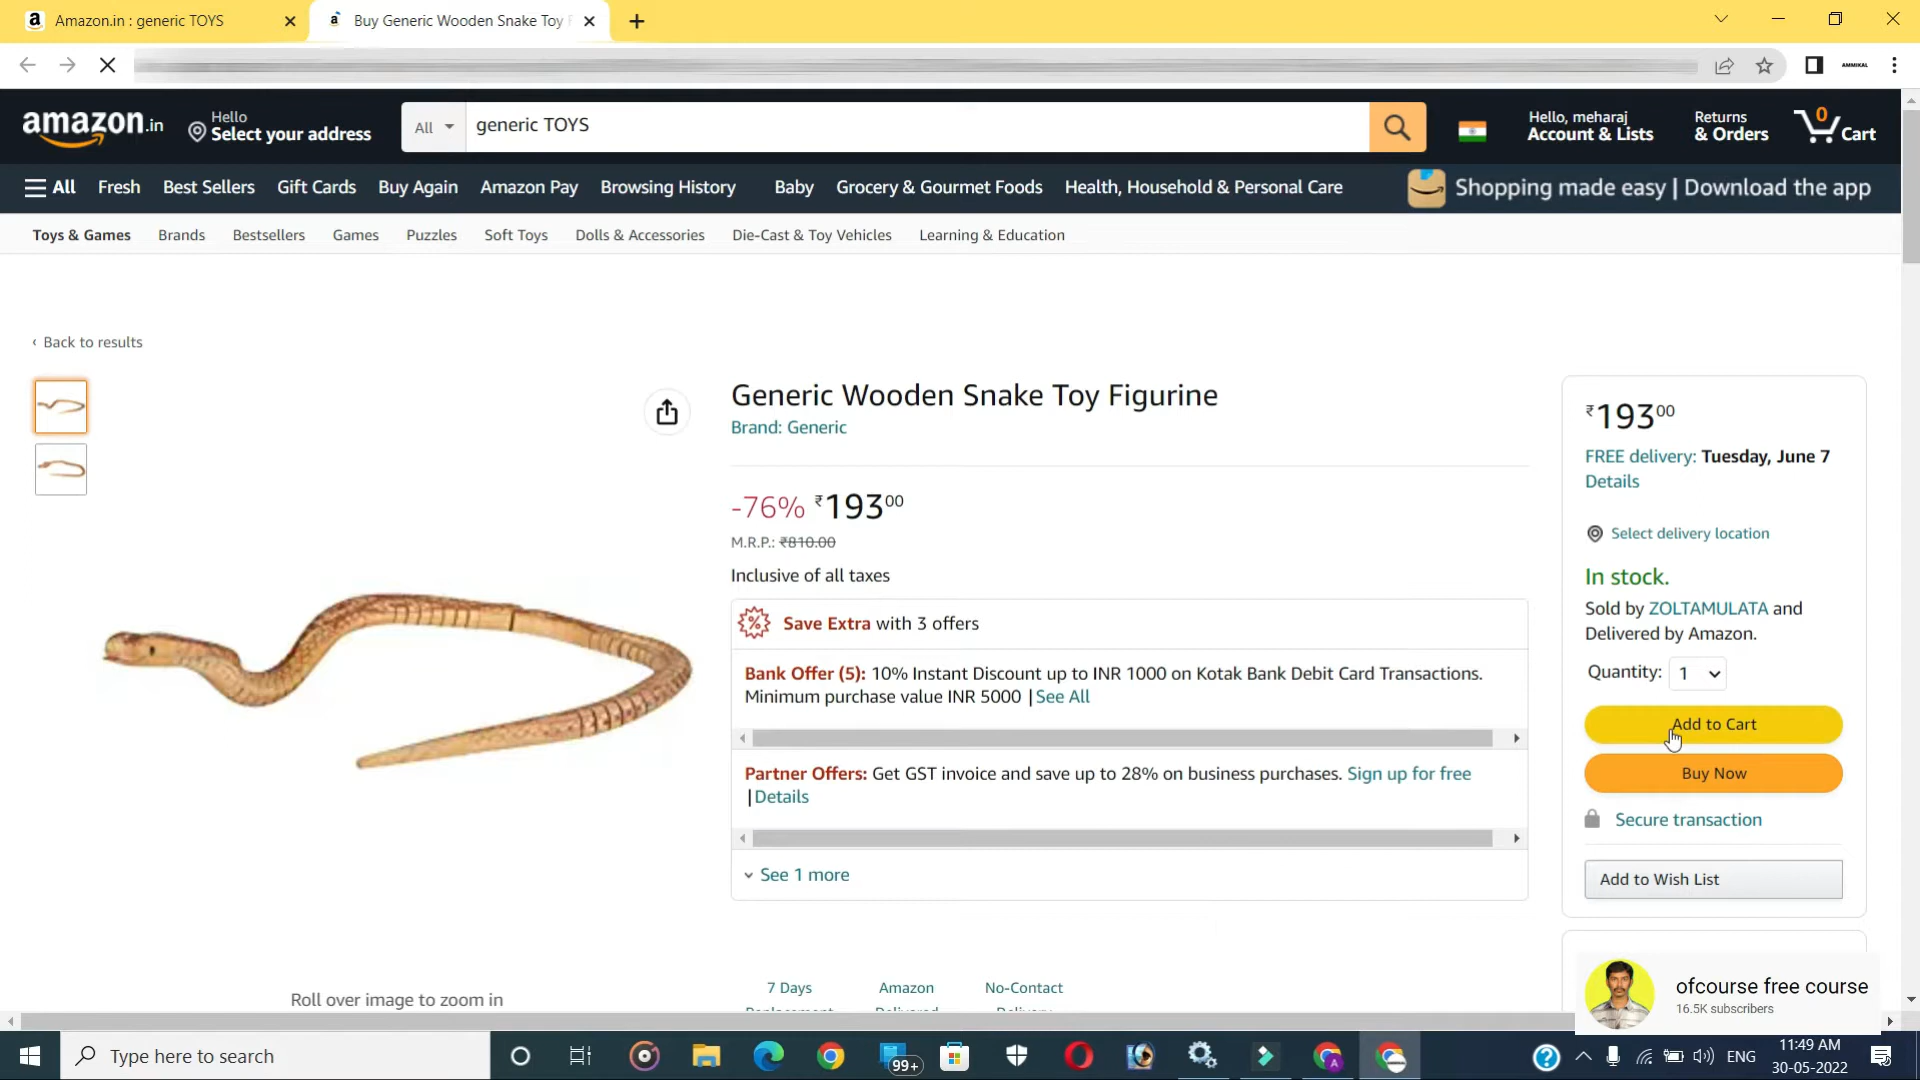 Amazon.in : generic TOYS
Buy Generic Wooden Snake Toy F
AMMIKAL
amazon.in
Hello
Select your address
All
generic TOYS
Hello, meharaj
Account & Lists
Returns
& Orders
0
Cart
All
Fresh
Best Sellers
Gift Cards
Buy Again
Amazon Pay
Browsing History
Baby
Grocery & Gourmet Foods
Health, Household & Personal Care
Shopping made easy | Download the app
Toys & Games
Brands
Bestsellers
Games
Puzzles
Soft Toys
Dolls & Accessories
Die-Cast & Toy Vehicles
Learning & Education
‹ Back to results
Generic Wooden Snake Toy Figurine
Brand: Generic
-76% ₹193.00
M.R.P.: ₹810.00
Inclusive of all taxes
Save Extra with 3 offers
Bank Offer (5): 10% Instant Discount up to INR 1000 on Kotak Bank Debit Card Transactions.
Minimum purchase value INR 5000 | See All
Partner Offers: Get GST invoice and save up to 28% on business purchases. Sign up for free
| Details
See 1 more
7 Days
Replacement
Amazon
Delivered
No-Contact
Delivery
Roll over image to zoom in
₹193.00
FREE delivery: Tuesday, June 7
Details
Select delivery location
In stock.
Sold by ZOLTAMULATA and
Delivered by Amazon.
Quantity: 1
Add to Cart
Buy Now
Secure transaction
Add to Wish List
ofcourse free course
16.5K subscribers
Type here to search
99+
ENG
11:49 AM
30-05-2022